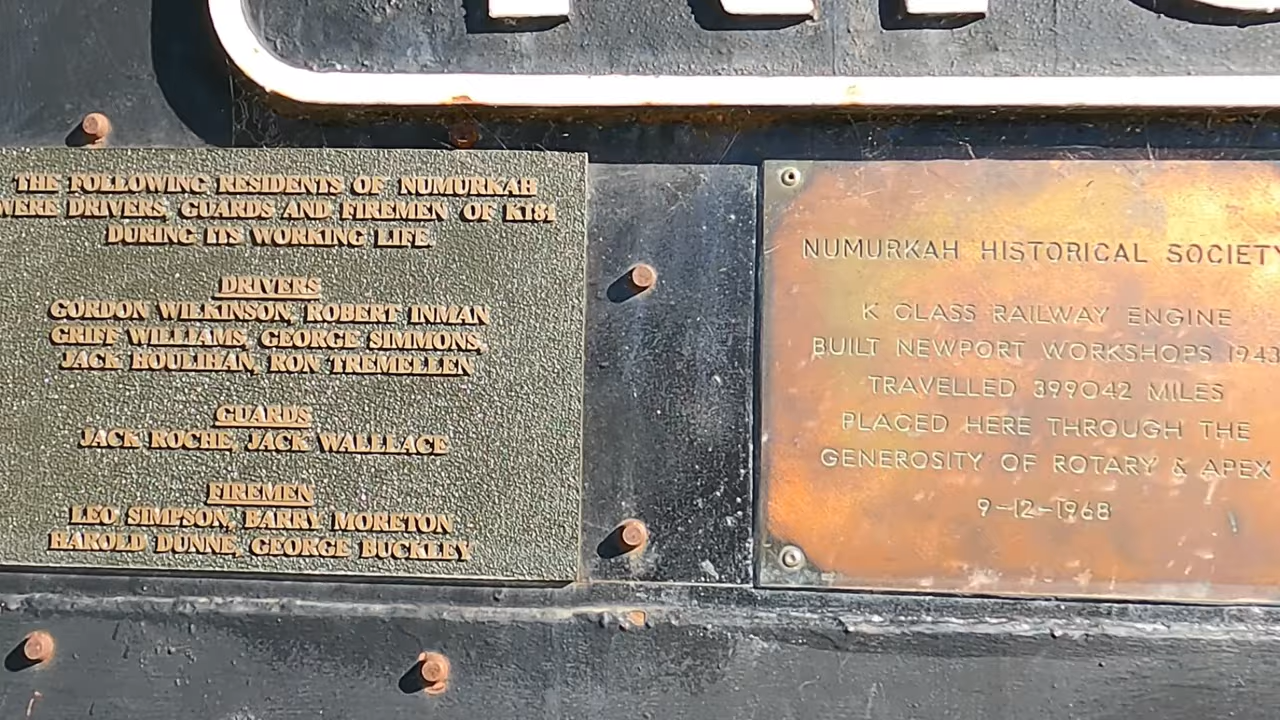 THE FOLLOWING RESIDENTS OF NUMURKAH
WERE DRIVERS, GUARDS AND FIREMEN OF K181
DURING ITS WORKING LIFE
DRIVERS
GORDON WILKINSON, ROBERT INMAN
GRIFF WILLIAMS, GEORGE SIMMONS,
JACK HOULIHAN, RON TREMELLEN
GUARDS
JACK ROCHE, JACK WALLLACE
FIREMEN
LEO SIMPSON, BARRY MORETON
HAROLD DUNNE, GEORGE BUCKLEY
NUMURKAH HISTORICAL SOCIETY
K CLASS RAILWAY ENGINE
BUILT NEWPORT WORKSHOPS 1943
TRAVELLED 399042 MILES
PLACED HERE THROUGH THE
GENEROSITY OF ROTARY & APEX
9-12-1968